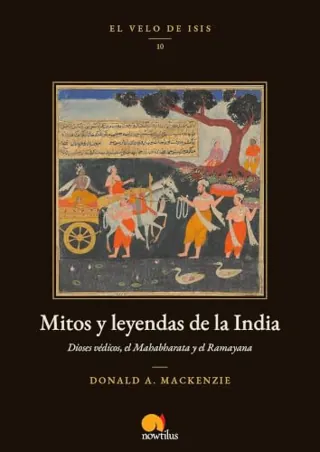 EL VELO DE ISIS
10
Mitos y leyendas de la India
Dioses védicos, el Mahabharata y el Ramayana
DONALD A. MACKENZIE
nowtilus